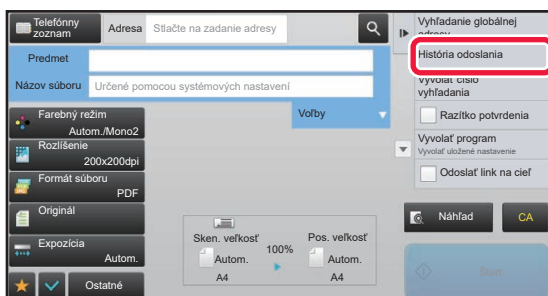 Telefónny
zoznam
Adresa
Stlačte na zadanie adresy
Predmet
Názov súboru
Určené pomocou systémových nastavení
Farebný režim
Autom./Mono2
Rozlíšenie
200x200dpi
Formát súboru
PDF
Originál
Expozícia
Autom.
Ostatné
Voľby
Sken. veľkosť
Autom.
A4
100%
Pos. veľkosť
Autom.
A4
Vyhľadanie globálnej
adresy
História odoslania
Vyvolať číslo
vyhľadania
Razítko potvrdenia
Vyvolať program
Vyvolať uložené nastavenie
Odoslať link na cieľ
Náhľad
CA
Štart